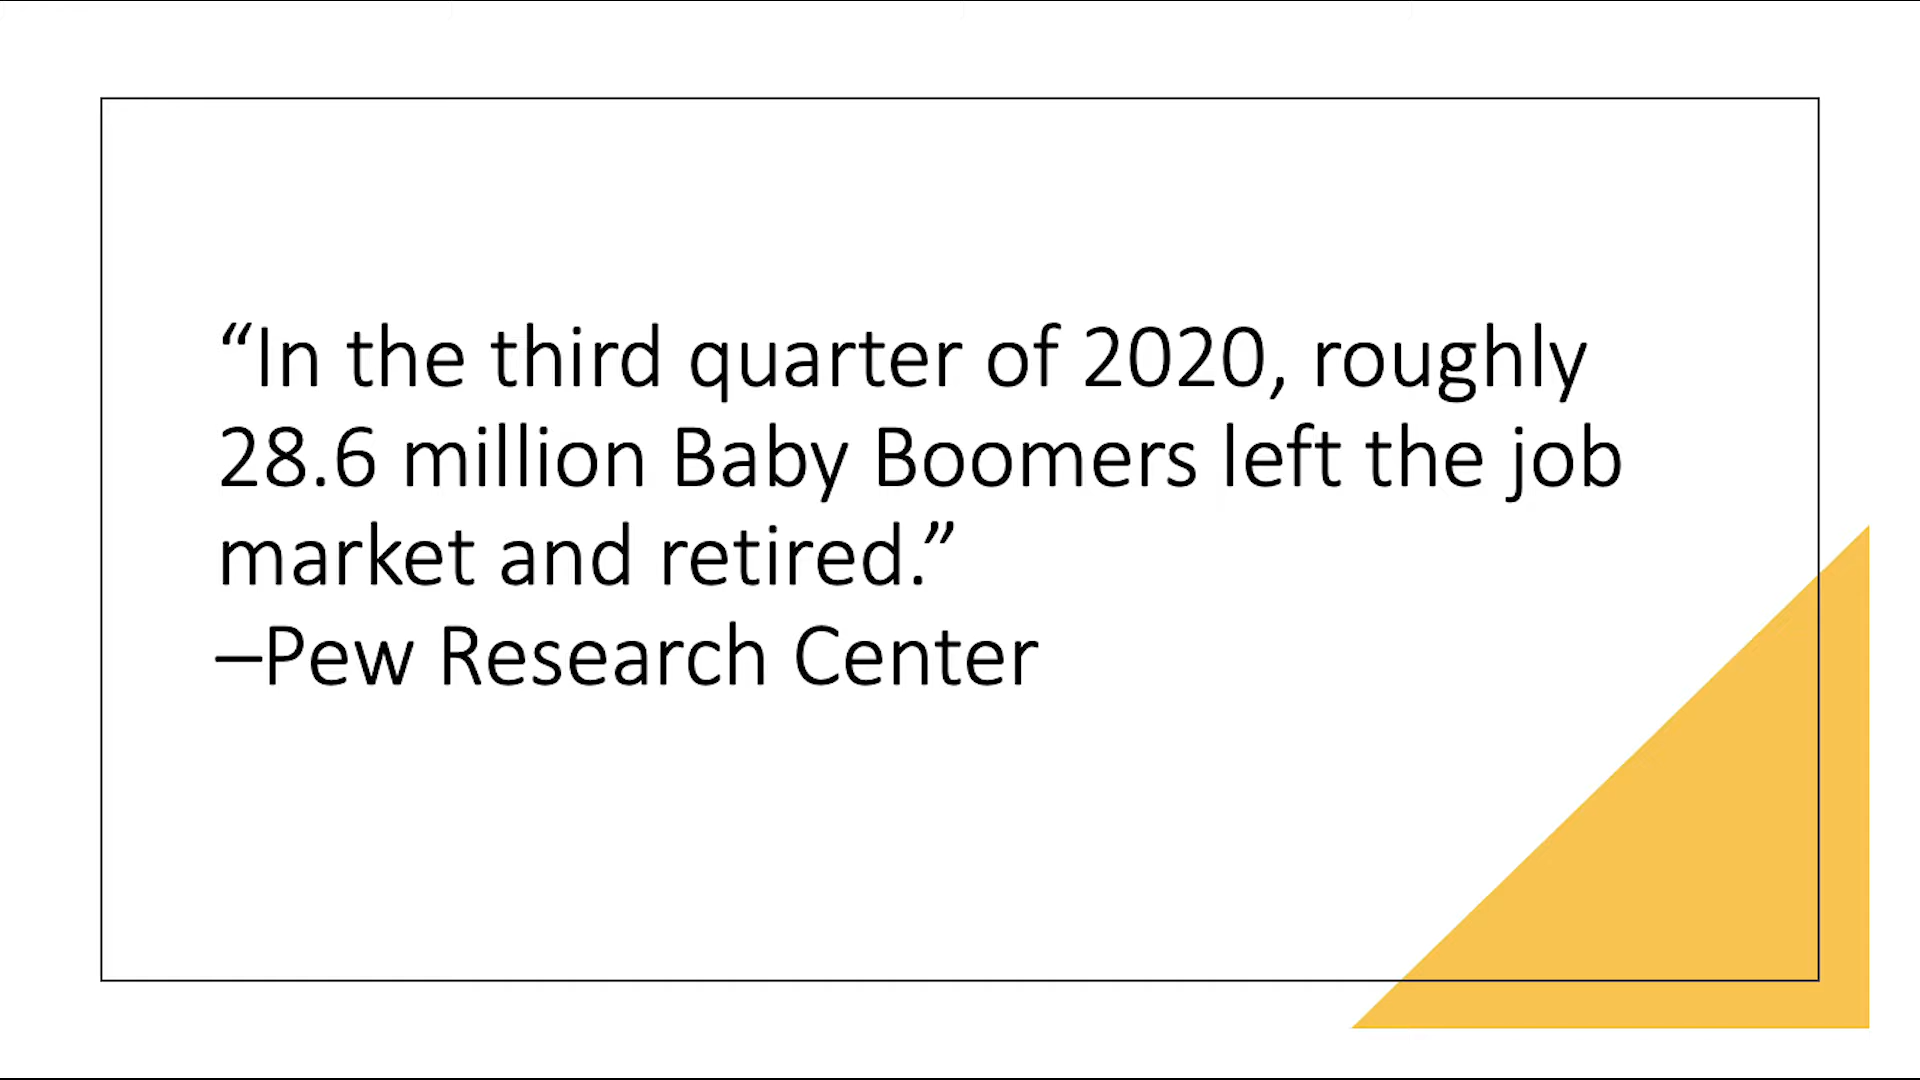 “In the third quarter of 2020, roughly
28.6 million Baby Boomers left the job
market and retired.”
—Pew Research Center